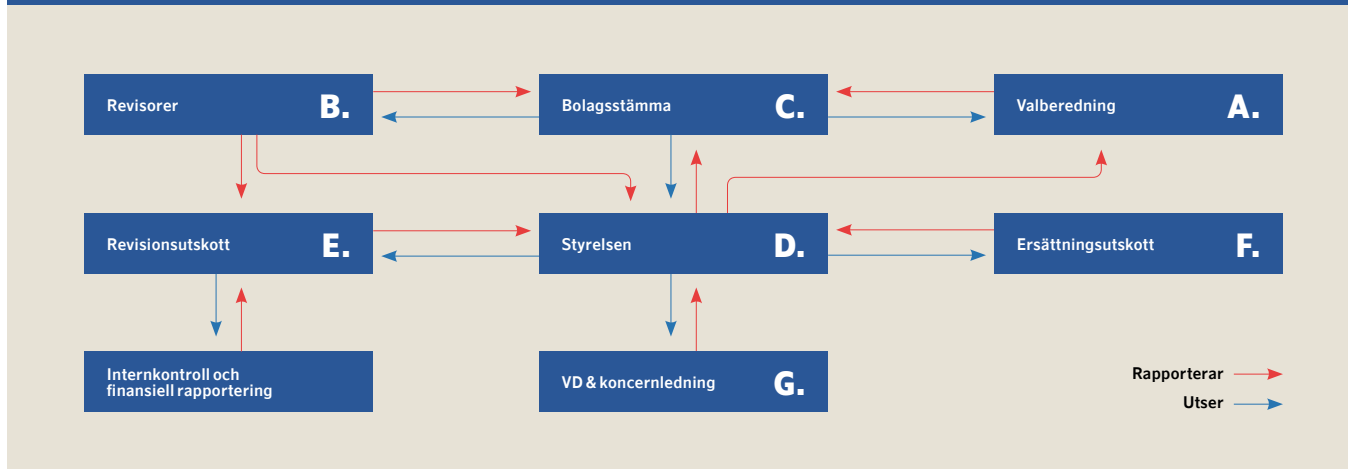 Revisorer B.
Bolagsstämma C.
Valberedning A.
Revisionsutskott E.
Styrelsen D.
Ersättningsutskott F.
Internkontroll och
finansiell rapportering
VD & koncernledning G.
Rapporterar
Utser